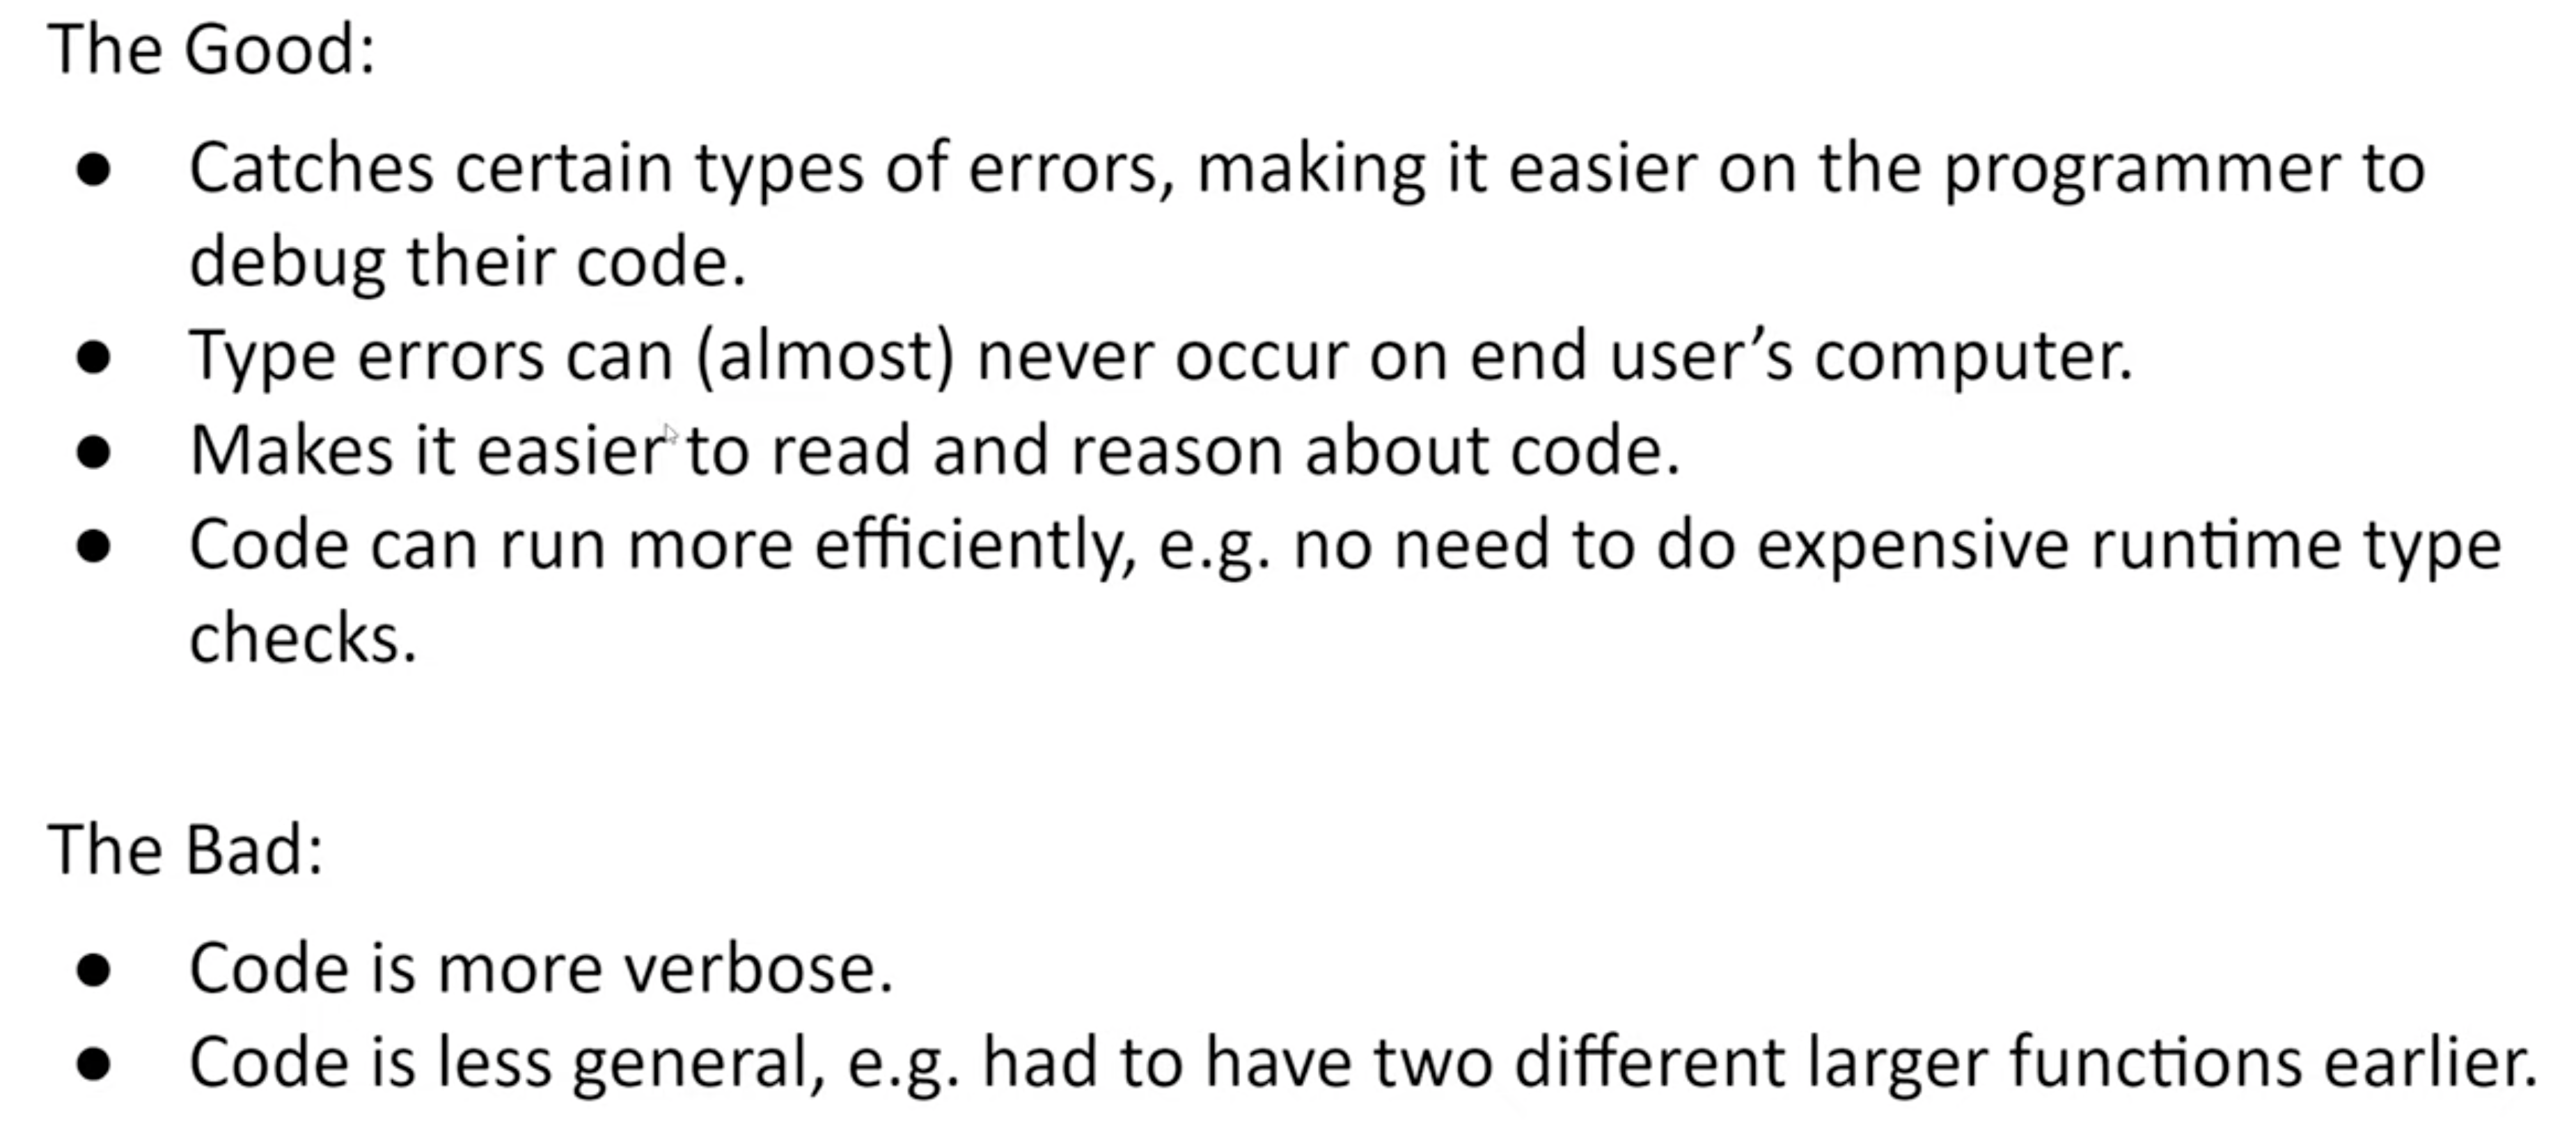 The Good:
● Catches certain types of errors, making it easier on the programmer to
debug their code.
● Type errors can (almost) never occur on end user’s computer.
● Makes it easier to read and reason about code.
● Code can run more efficiently, e.g. no need to do expensive runtime type
checks.
The Bad:
● Code is more verbose.
● Code is less general, e.g. had to have two different larger functions earlier.